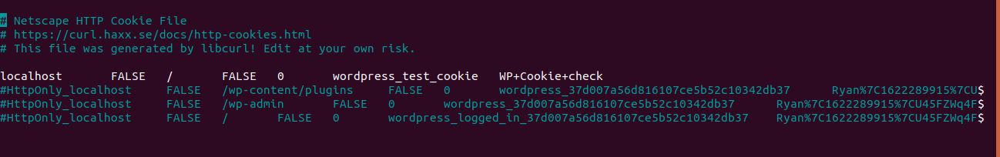 # Netscape HTTP Cookie File
# https://curl.haxx.se/docs/http-cookies.html
# This file was generated by libcurl! Edit at your own risk.
localhost FALSE / FALSE 0 wordpress_test_cookie WP+Cookie+check
#HttpOnly_localhost FALSE /wp-content/plugins FALSE 0 wordpress_37d007a56d816107ce5b52c10342db37 Ryan%7C1622289915%7CU$
#HttpOnly_localhost FALSE /wp-admin FALSE 0 wordpress_37d007a56d816107ce5b52c10342db37 Ryan%7C1622289915%7CU45FZWq4F$
#HttpOnly_localhost FALSE / FALSE 0 wordpress_logged_in_37d007a56d816107ce5b52c10342db37 Ryan%7C1622289915%7CU45FZWq4F$